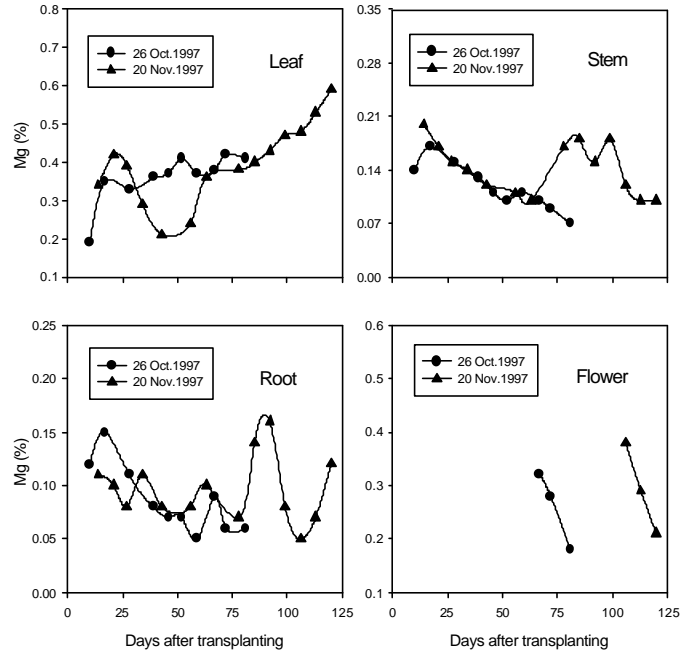 0.8
0.7
0.6
0.5
0.4
0.3
0.2
0.1
Mg (%)
26 Oct.1997
20 Nov.1997
Leaf
0.35
0.28
0.21
0.14
0.07
0.00
26 Oct.1997
20 Nov.1997
Stem
0.25
0.20
0.15
0.10
0.05
0.00
Mg (%)
26 Oct.1997
20 Nov.1997
Root
0 25 50 75 100 125
Days after transplanting
0.6
0.5
0.4
0.3
0.2
0.1
26 Oct.1997
20 Nov.1997
Flower
0 25 50 75 100 125
Days after transplanting